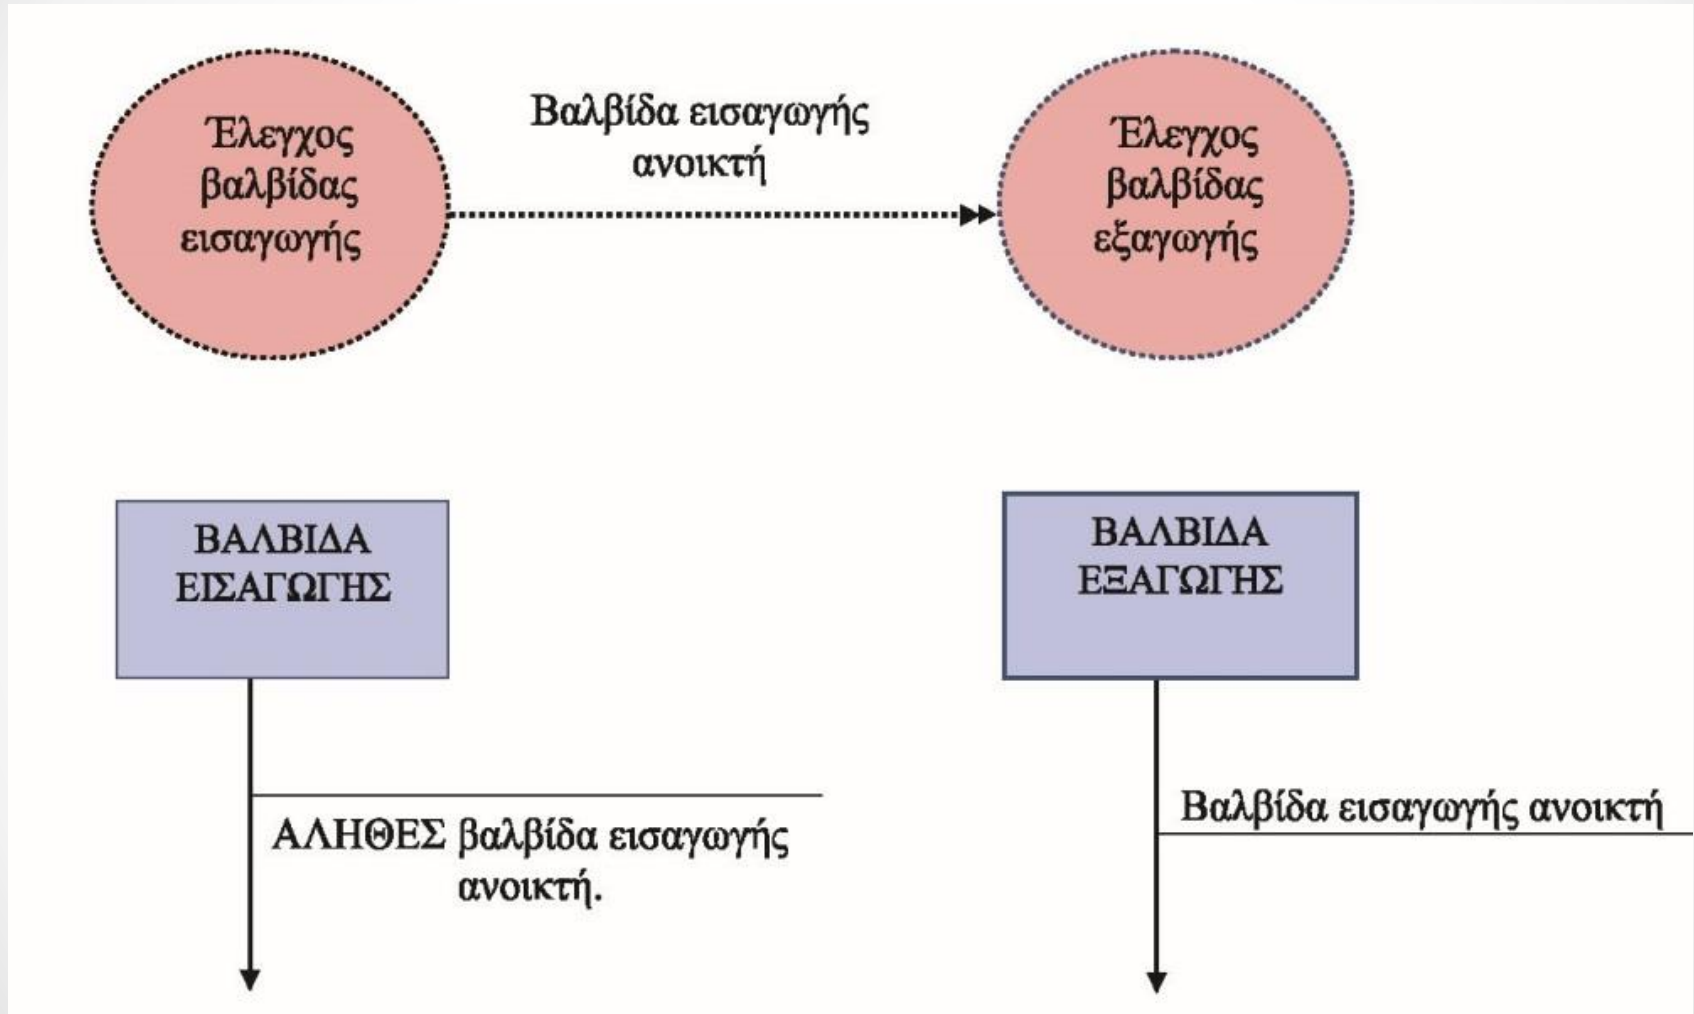 Έλεγχος
βαλβίδας
εισαγωγής
Βαλβίδα εισαγωγής
ανοικτή
Έλεγχος
βαλβίδας
εξαγωγής
ΒΑΛΒΙΔΑ
ΕΙΣΑΓΩΓΗΣ
ΒΑΛΒΙΔΑ
ΕΞΑΓΩΓΗΣ
ΑΛΗΘΕΣ βαλβίδα εισαγωγής
ανοικτή.
Βαλβίδα εισαγωγής ανοικτή